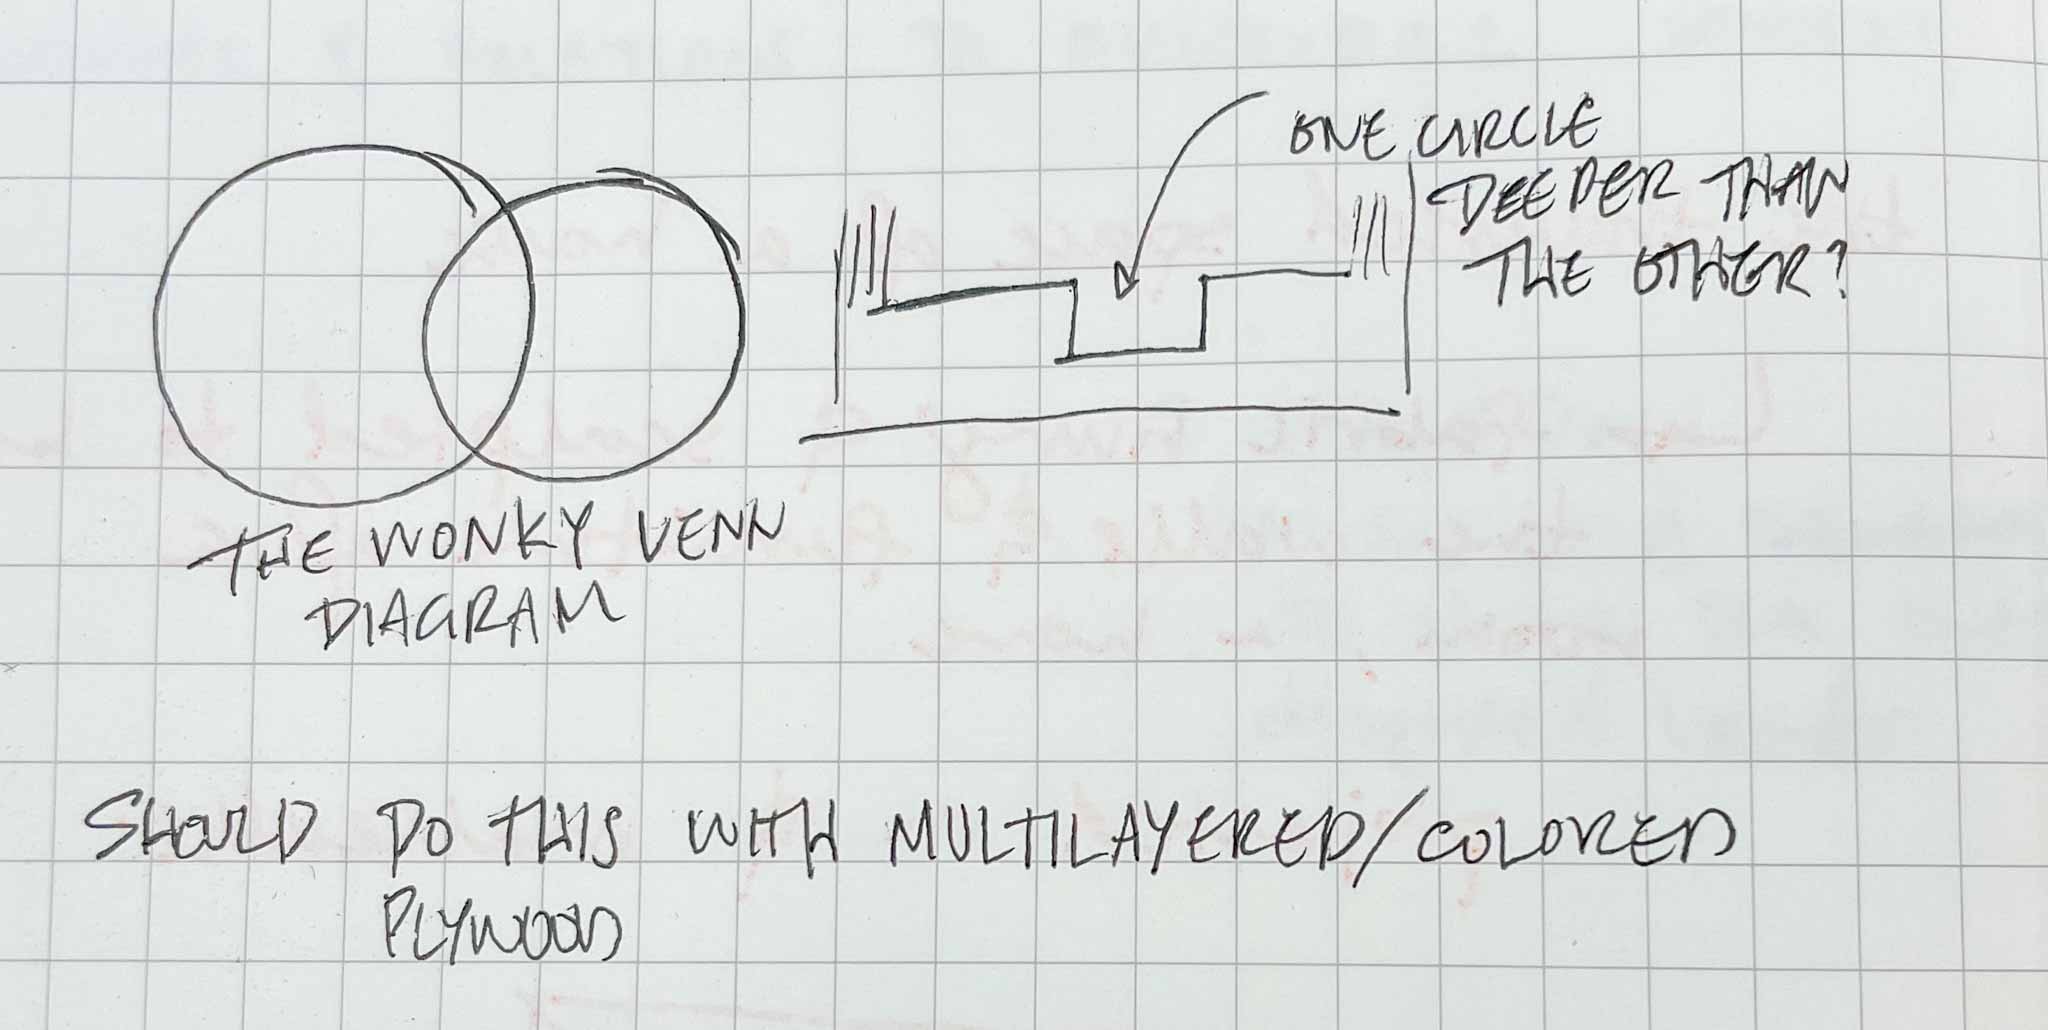 ONE CIRCLE
DEEPER THAN
THE OTHER?
THE WONKY VENN
DIAGRAM
SHOULD DO THIS WITH MULTILAYERED/COLORED
PLYWOOD